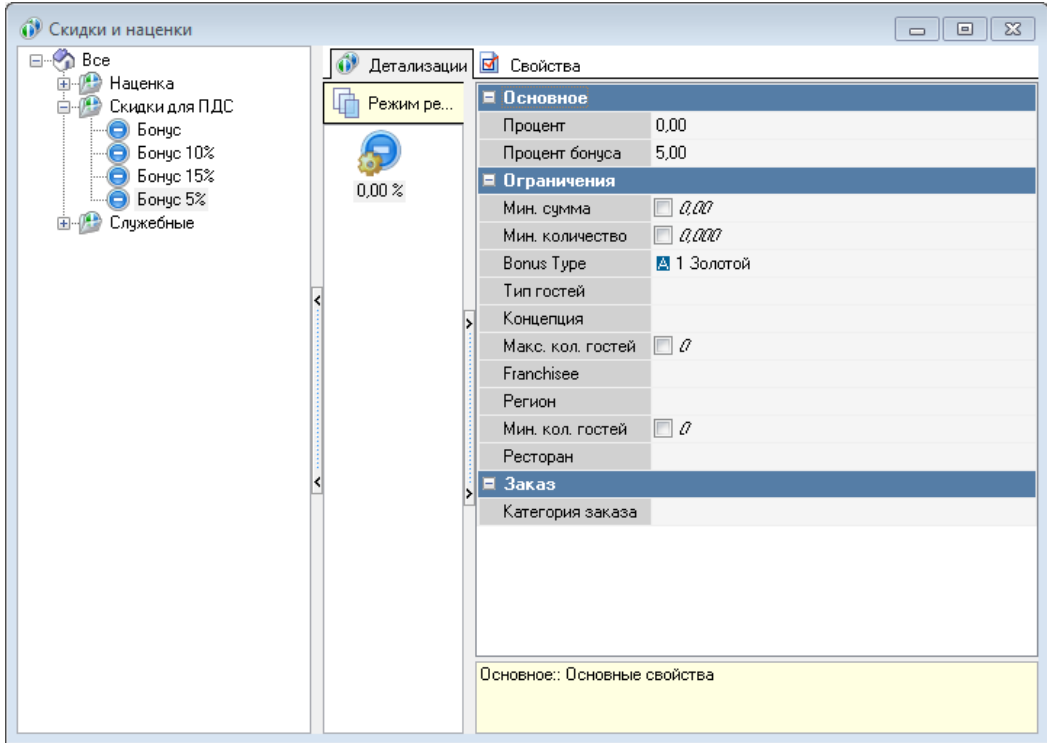 Скидки и наценки
Все
Наценка
Скидки для ПДС
Бонус
Бонус 10%
Бонус 15%
Бонус 5%
Служебные
Детализации
Свойства
Режим ре...
0,00 %
Основное
Процент 0,00
Процент бонуса 5,00
Ограничения
Мин. сумма 0,00
Мин. количество 0,000
Bonus Type A 1 Золотой
Тип гостей
Концепция
Макс. кол. гостей 0
Franchisee
Регион
Мин. кол. гостей 0
Ресторан
Заказ
Категория заказа
Основное:: Основные свойства